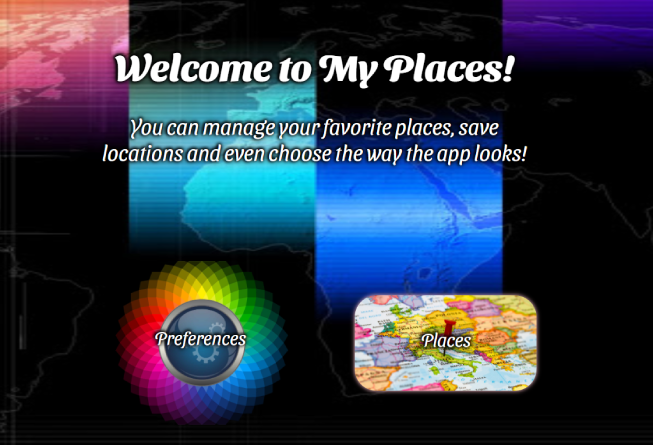 Welcome to My Places!
You can manage your favorite places, save
locations and even choose the way the app looks!
Preferences
Places